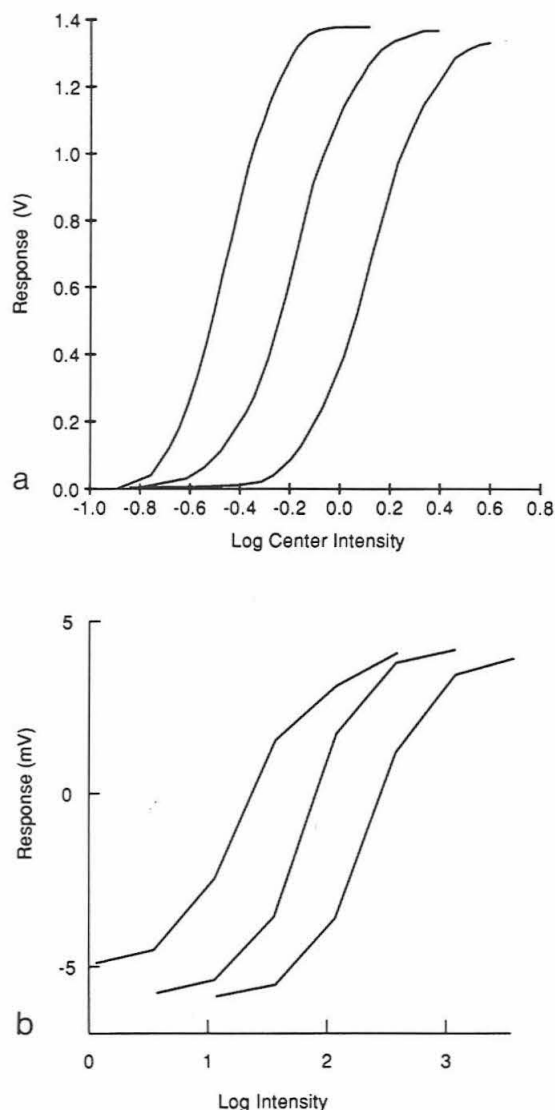 1.4
1.2
1.0
0.8
0.6
0.4
0.2
0.0
Response (V)
a
-1.0 -0.8 -0.6 -0.4 -0.2 0.0 0.2 0.4 0.6 0.8
Log Center Intensity
5
0
-5
Response (mV)
b
0 1 2 3
Log Intensity